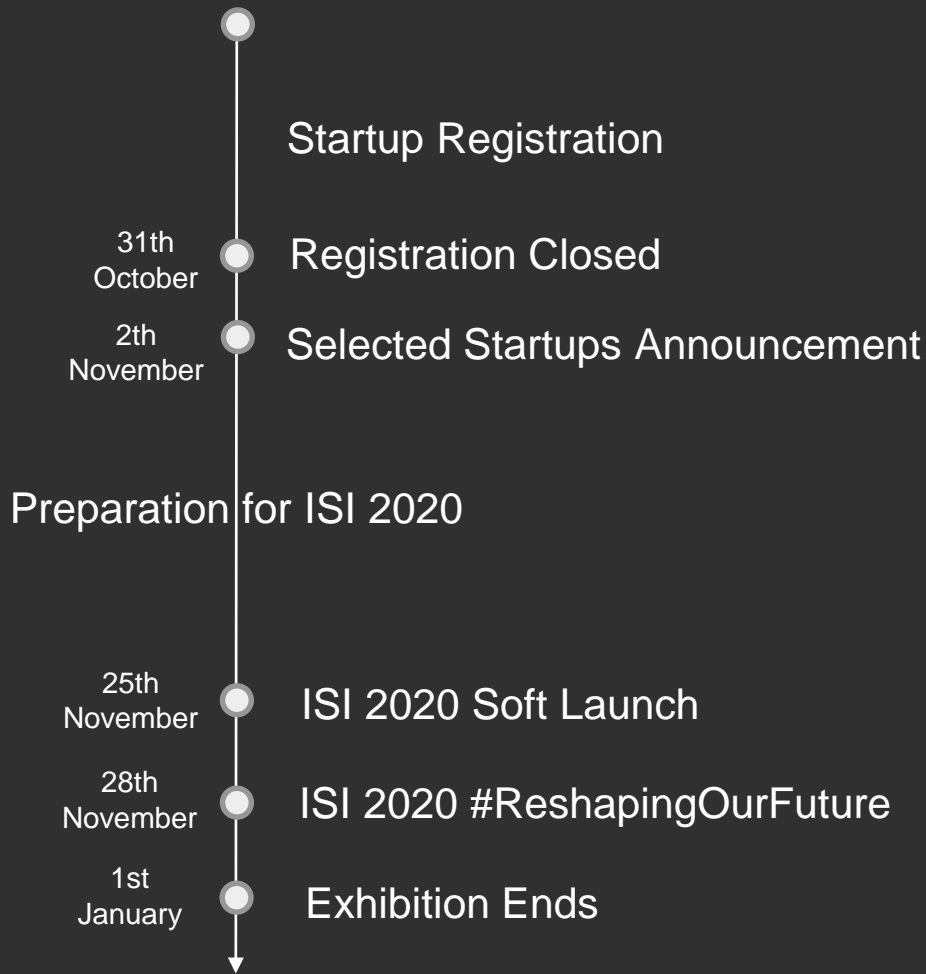 Startup Registration
31th
October
Registration Closed
2th
November
Selected Startups Announcement
Preparation for ISI 2020
25th
November
ISI 2020 Soft Launch
28th
November
ISI 2020 #ReshapingOurFuture
1st
January
Exhibition Ends